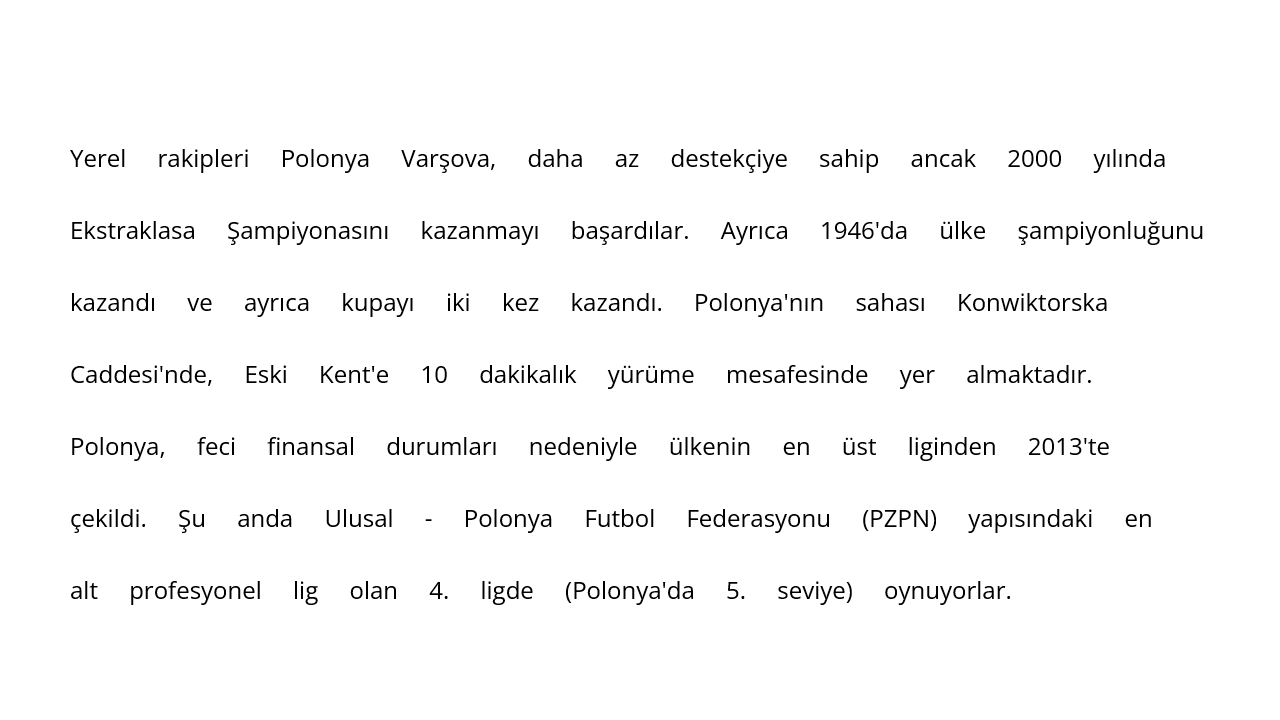 Yerel rakipleri Polonya Varşova, daha az destekçiye sahip ancak 2000 yılında
Ekstraklasa Şampiyonasını kazanmayı başardılar. Ayrıca 1946'da ülke şampiyonluğunu
kazandı ve ayrıca kupayı iki kez kazandı. Polonya'nın sahası Konwiktorska
Caddesi'nde, Eski Kent'e 10 dakikalık yürüme mesafesinde yer almaktadır.
Polonya, feci finansal durumları nedeniyle ülkenin en üst liginden 2013'te
çekildi. Şu anda Ulusal - Polonya Futbol Federasyonu (PZPN) yapısındaki en
alt profesyonel lig olan 4. ligde (Polonya'da 5. seviye) oynuyorlar.